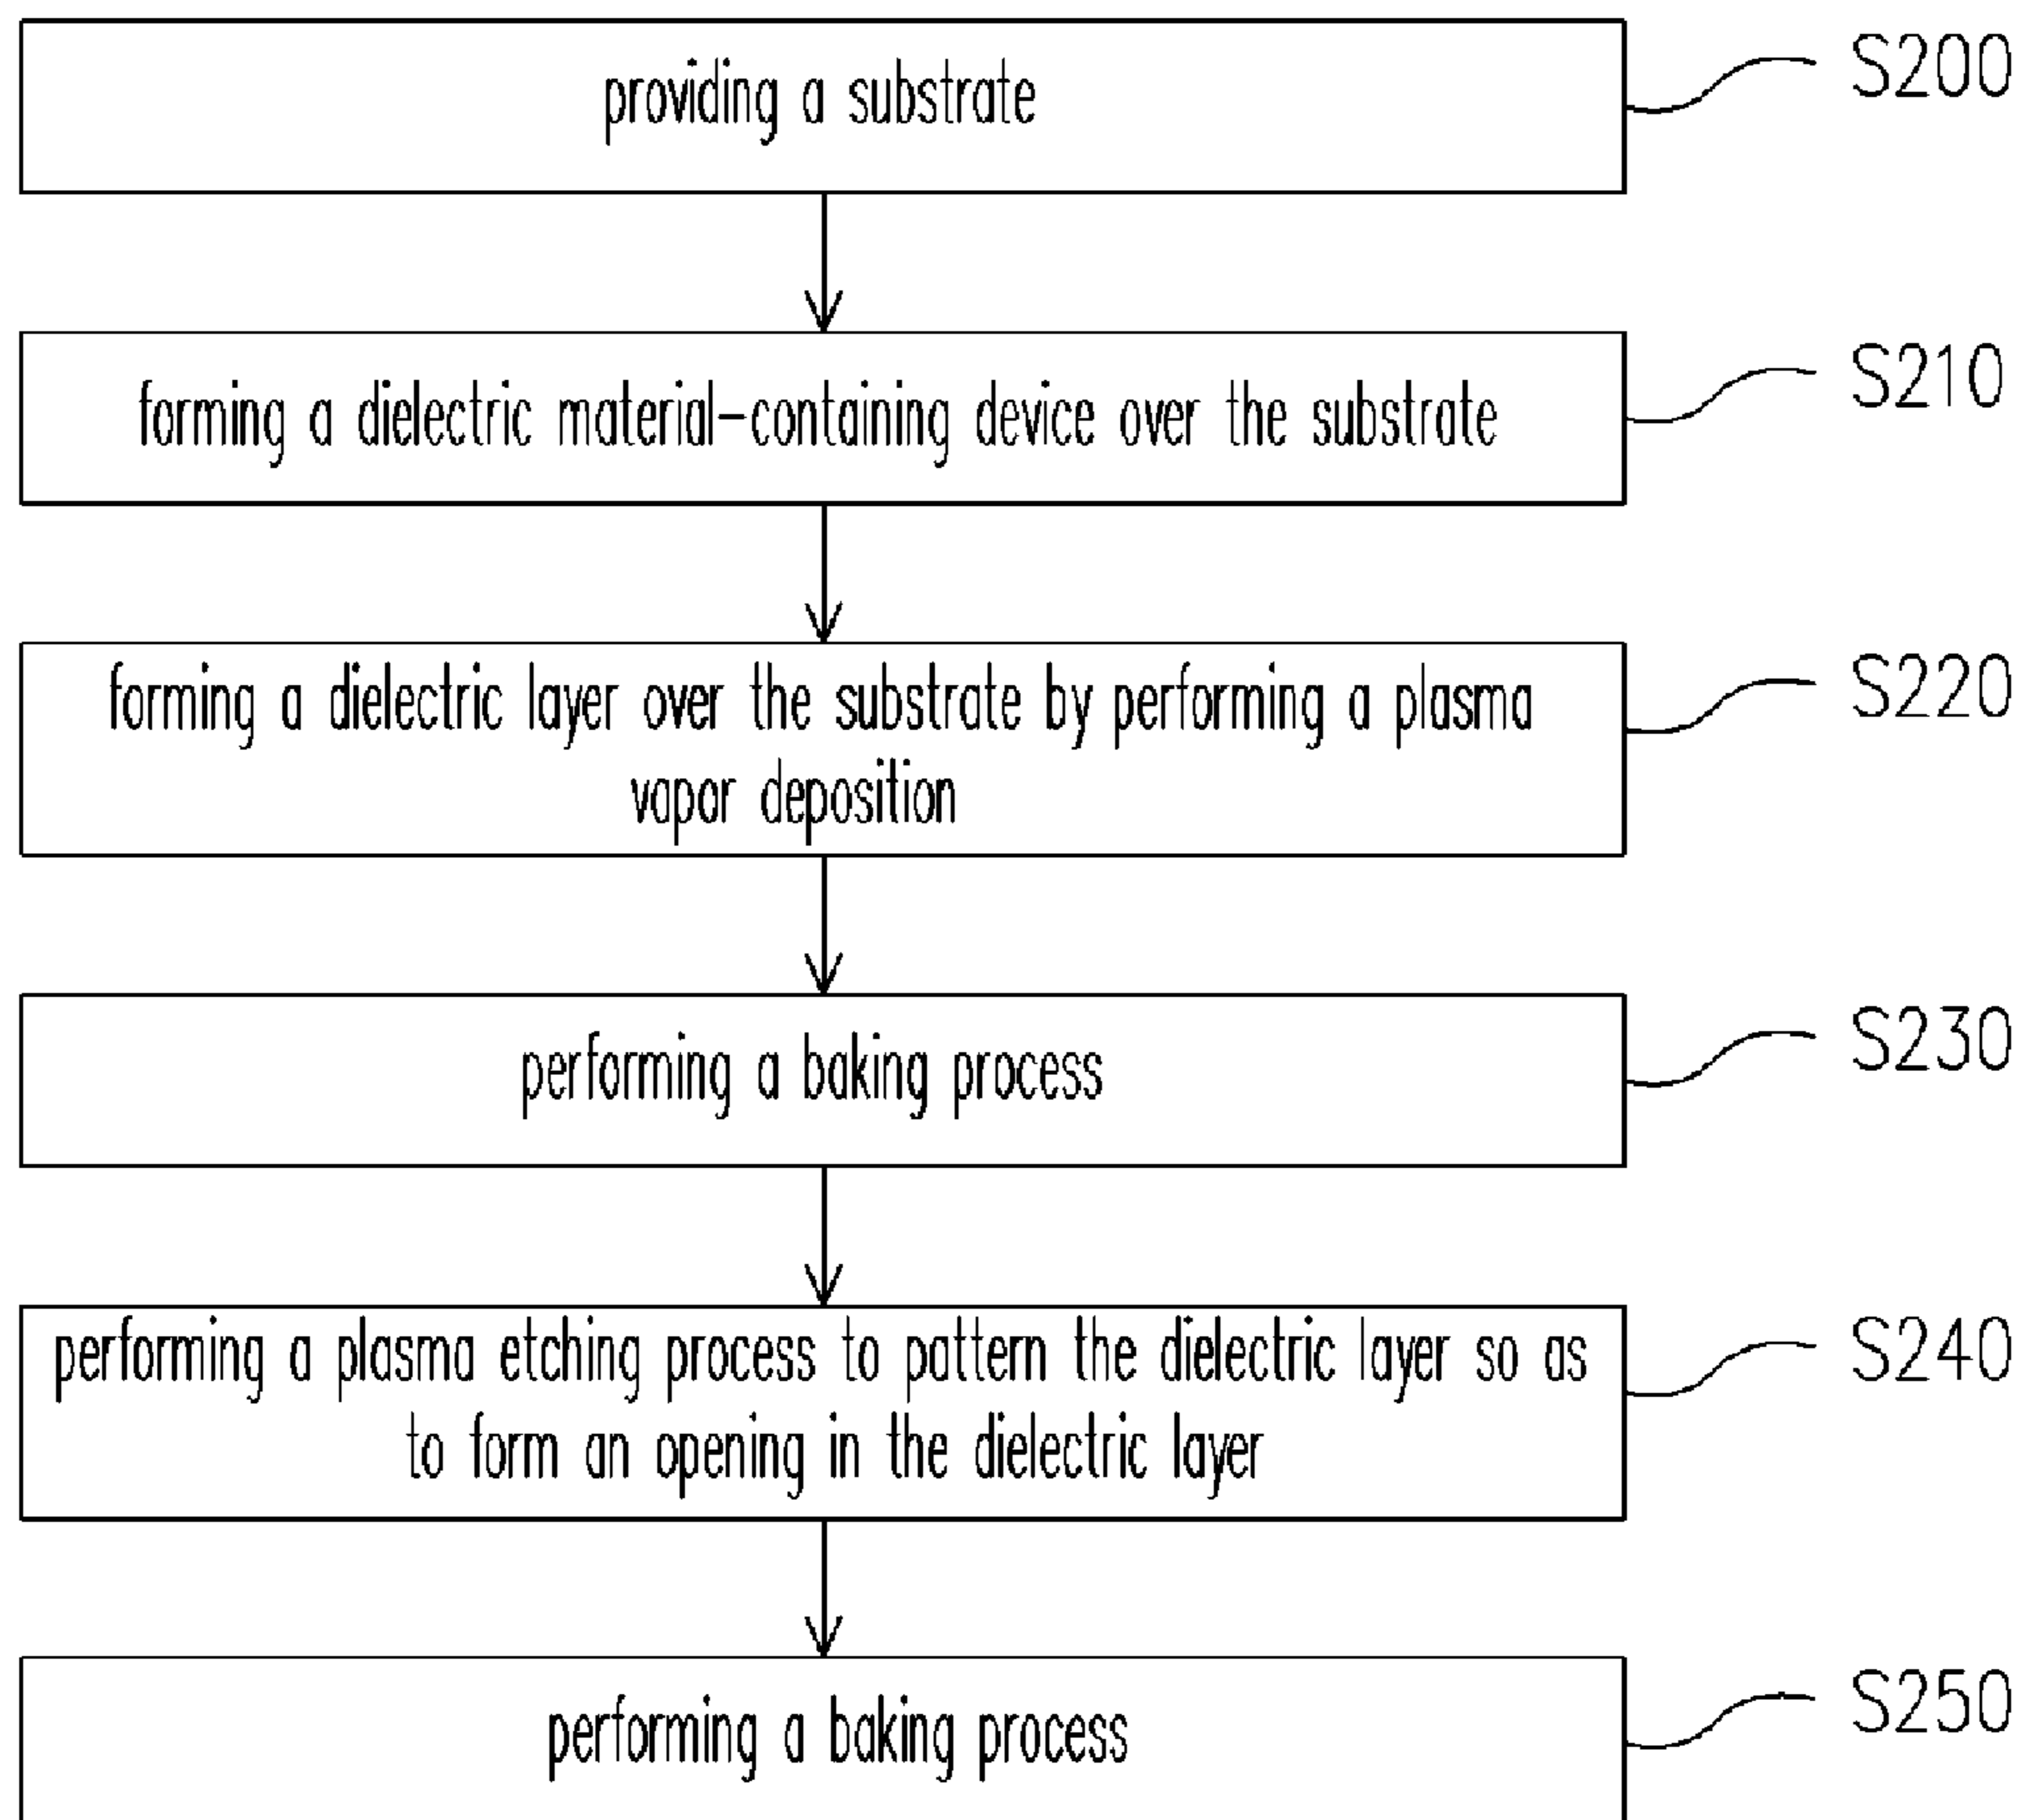 providing a substrate
S200
forming a dielectric material-containing device over the substrate
S210
forming a dielectric layer over the substrate by performing a plasma
vapor deposition
S220
performing a baking process
S230
performing a plasma etching process to pattern the dielectric layer so as
to form an opening in the dielectric layer
S240
performing a baking process
S250